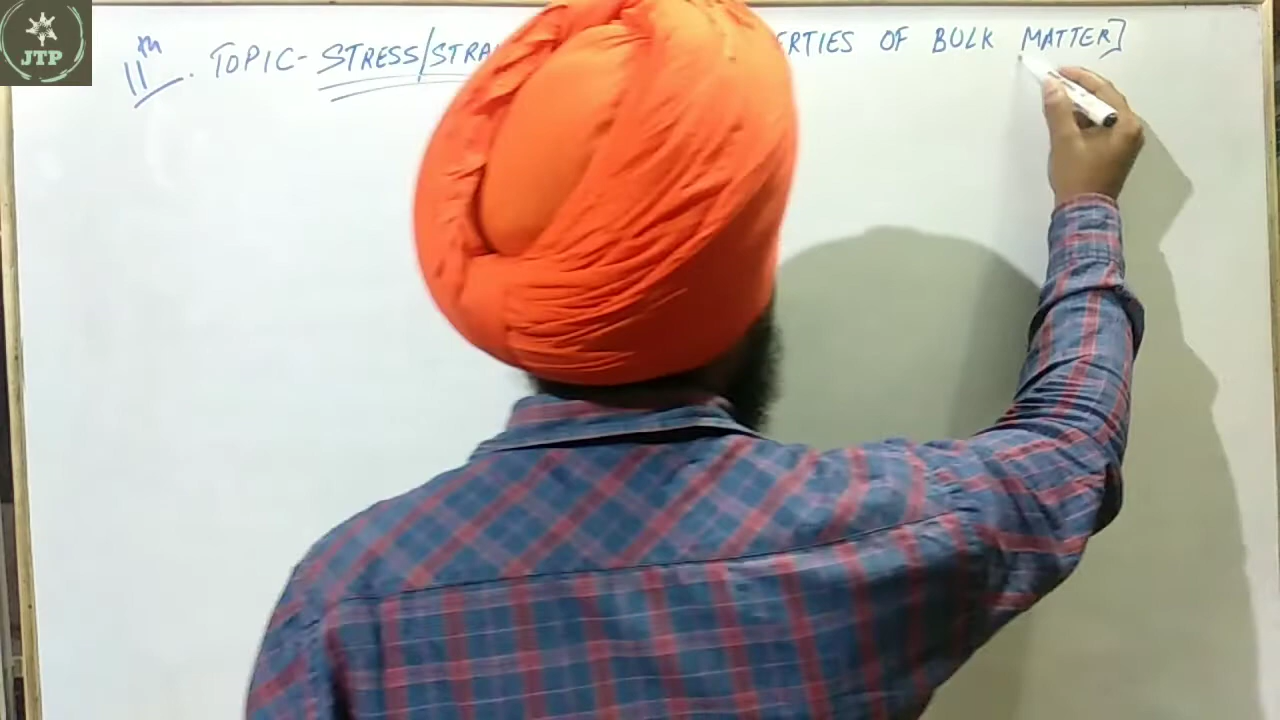 JTP
11th. TOPIC- STRESS/STRA ERTIES OF BULK MATTER]